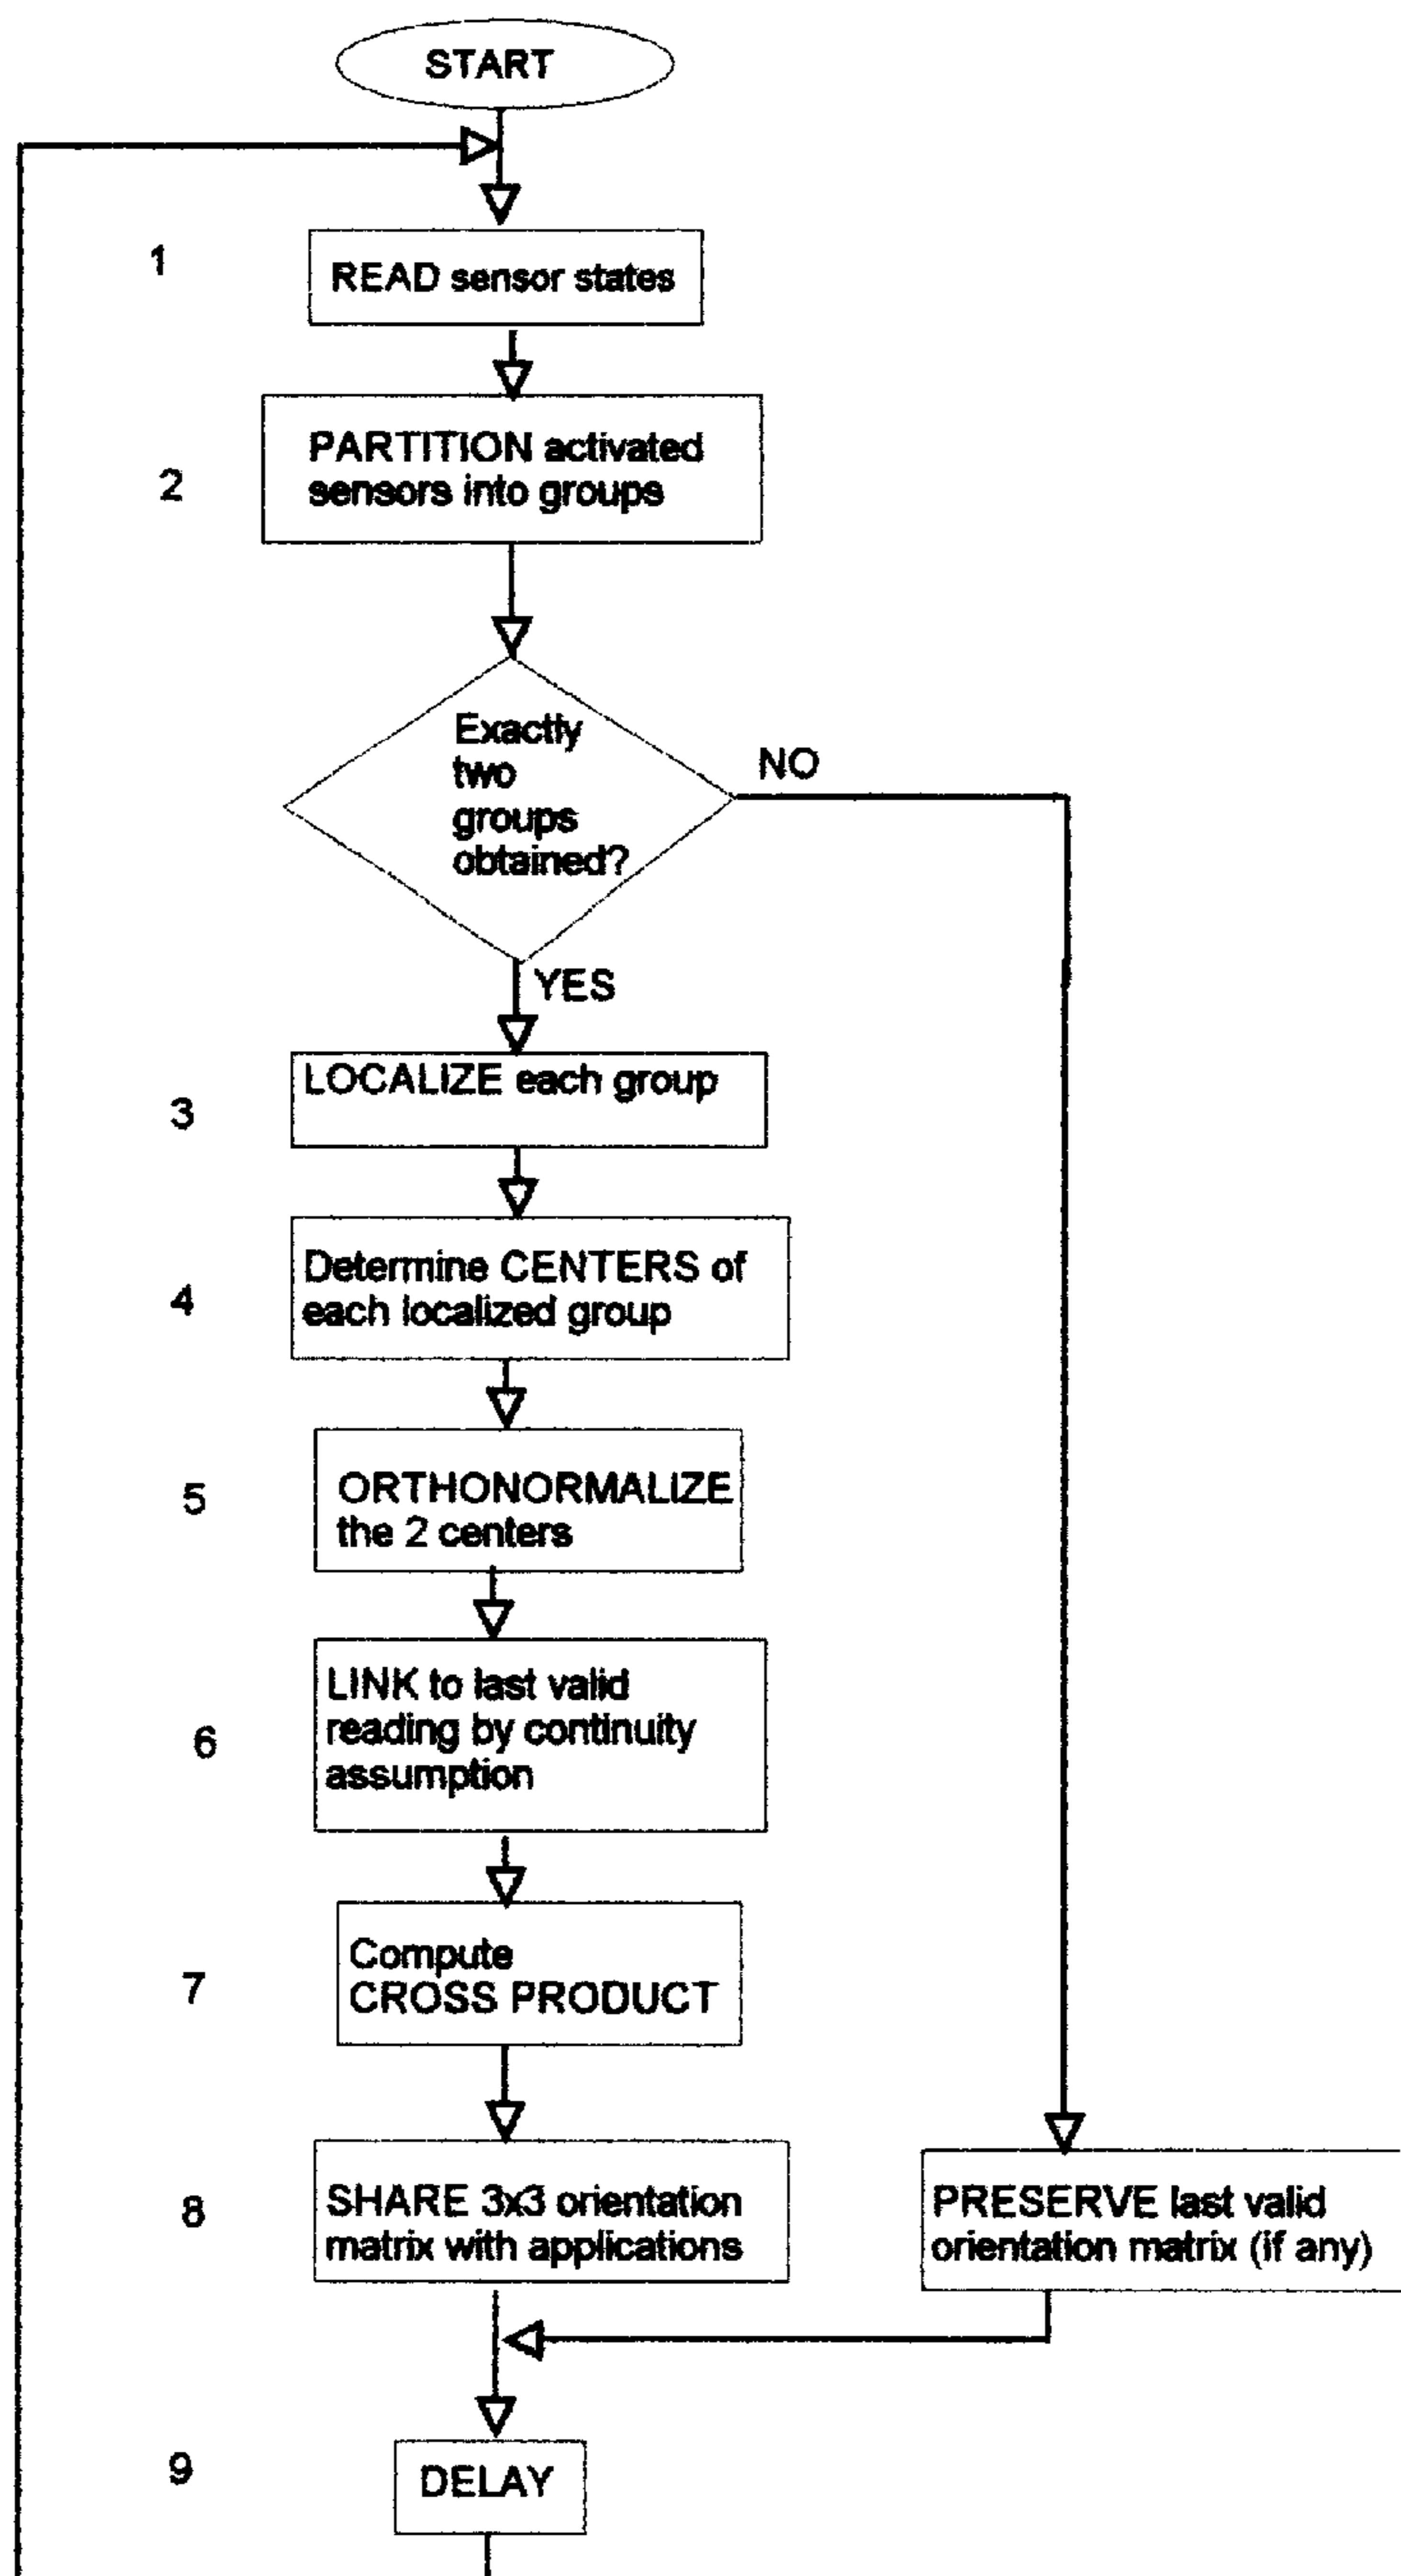 START
1
READ sensor states
2
PARTITION activated
sensors into groups
Exactly
two
groups
obtained?
NO
YES
3
LOCALIZE each group
4
Determine CENTERS of
each localized group
5
ORTHONORMALIZE
the 2 centers
6
LINK to last valid
reading by continuity
assumption
7
Compute
CROSS PRODUCT
8
SHARE 3x3 orientation
matrix with applications
PRESERVE last valid
orientation matrix (if any)
9
DELAY